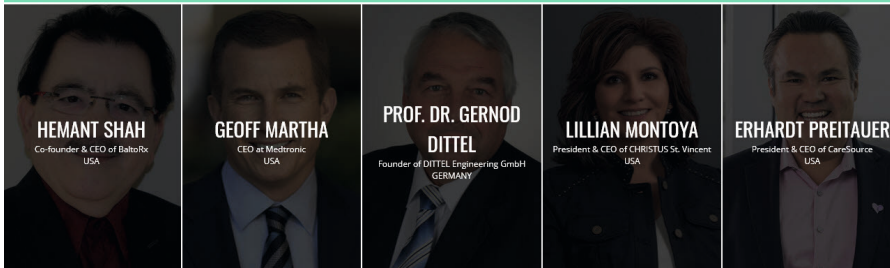 HEMANT SHAH
Co-founder & CEO of BaltoRx
USA
GEOFF MARTHA
CEO at Medtronic
USA
PROF. DR. GERNOD
DITTEL
Founder of DITTEL Engineering GmbH
GERMANY
LILLIAN MONTOYA
President & CEO of CHRISTUS St. Vincent
USA
ERHARDT PREITAUER
President & CEO of CareSource
USA